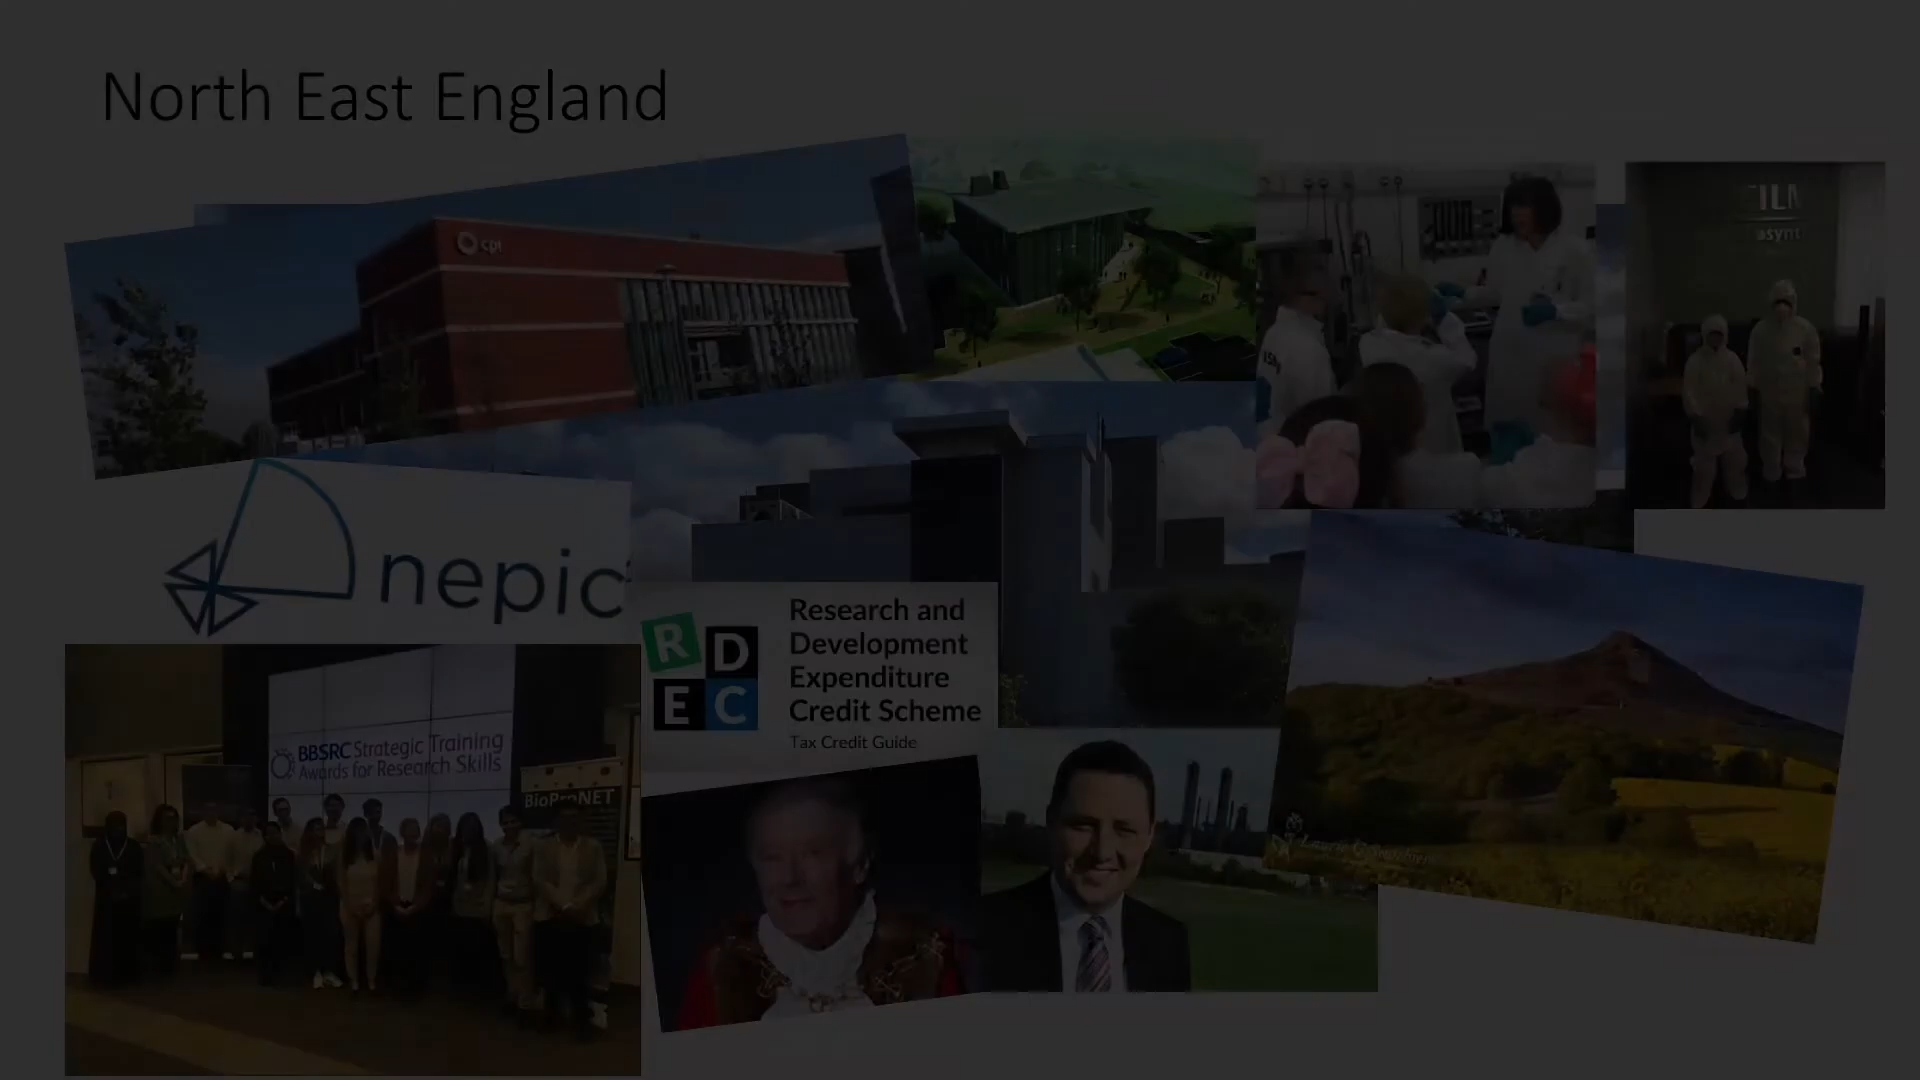 North East England
cpi
nepic
Research and
Development
Expenditure
Credit Scheme
Tax Credit Guide
R D
E C
BBSRC Strategic Training
Awards for Research Skills
BioProNET